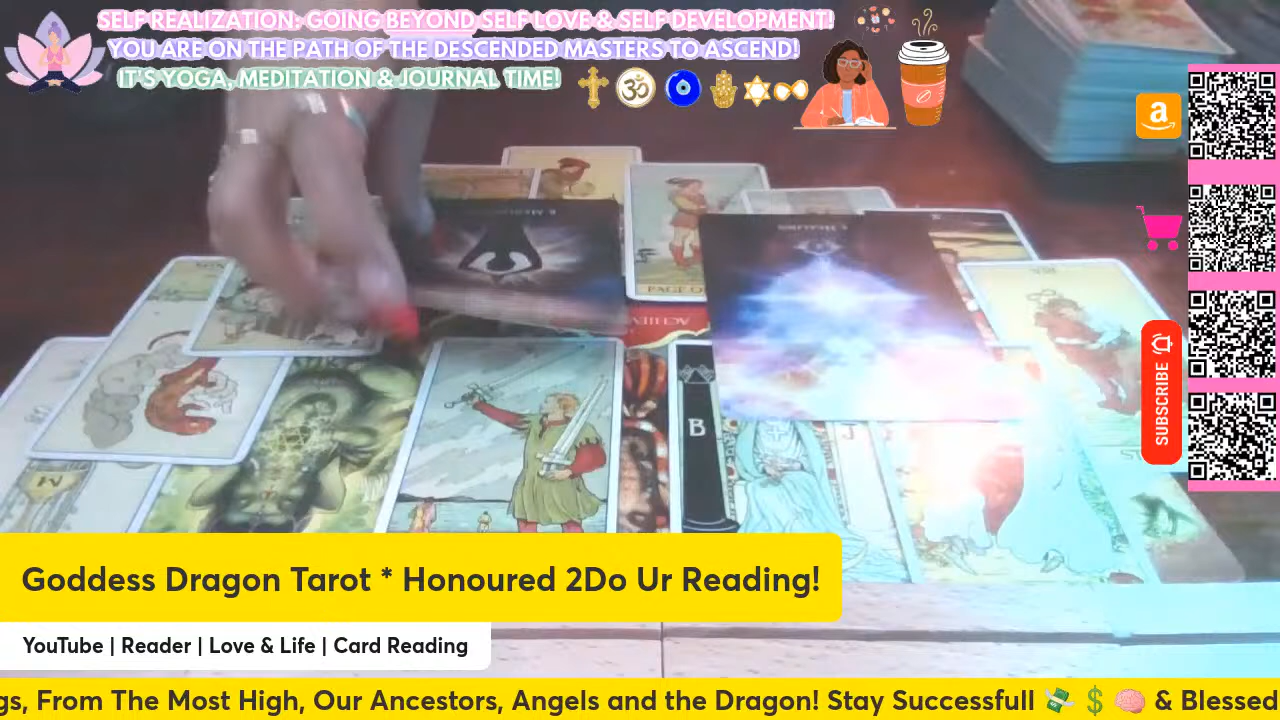 SELF REALIZATION: GOING BEYOND SELF LOVE & SELF DEVELOPMENT!
YOU ARE ON THE PATH OF THE DESCENDED MASTERS TO ASCEND!
IT'S YOGA, MEDITATION & JOURNAL TIME!
a
PAGE O
ACHIEV
B
J
SUBSCRIBE
Goddess Dragon Tarot * Honoured 2Do Ur Reading!
YouTube | Reader | Love & Life | Card Reading
gs, From The Most High, Our Ancestors, Angels and the Dragon! Stay Successfull 💸 💲 🧠 & Blessed